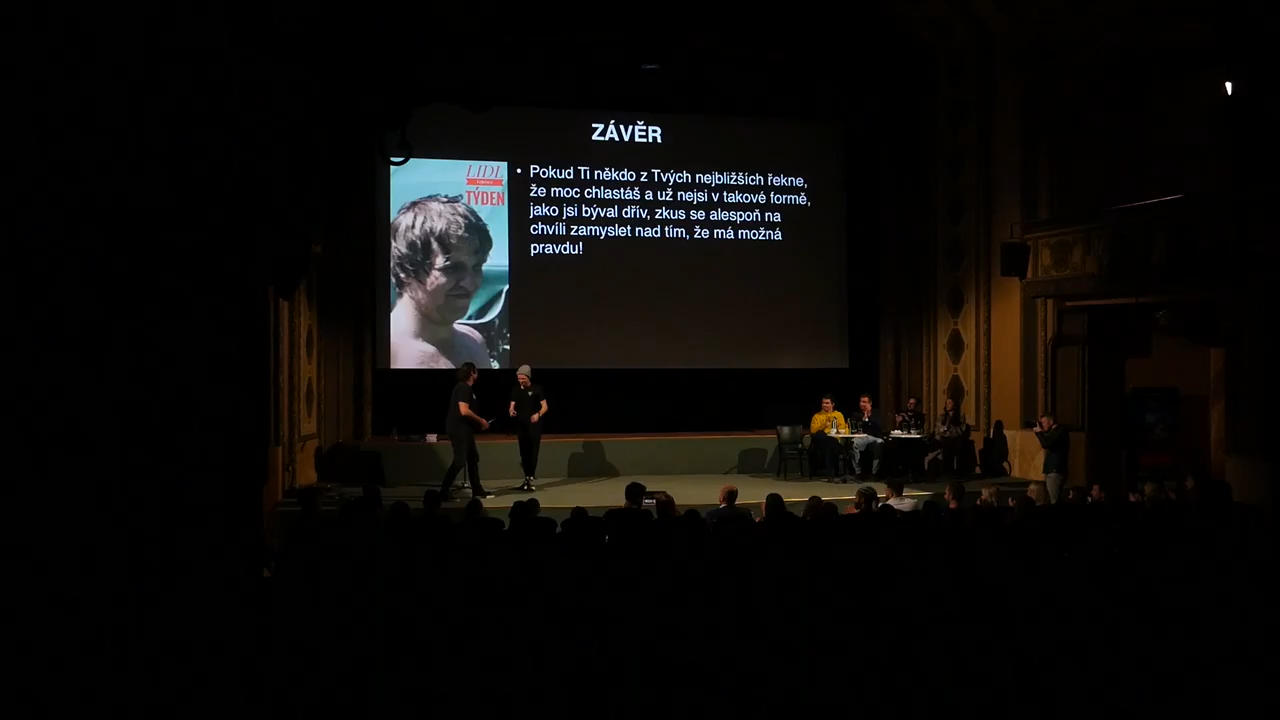 ZÁVĚR
LIDL
TÝDEN
• Pokud Ti někdo z Tvých nejbližších řekne,
že moc chlastáš a už nejsi v takové formě,
jako jsi býval dřív, zkus se alespoň na
chvíli zamyslet nad tím, že má možná
pravdu!